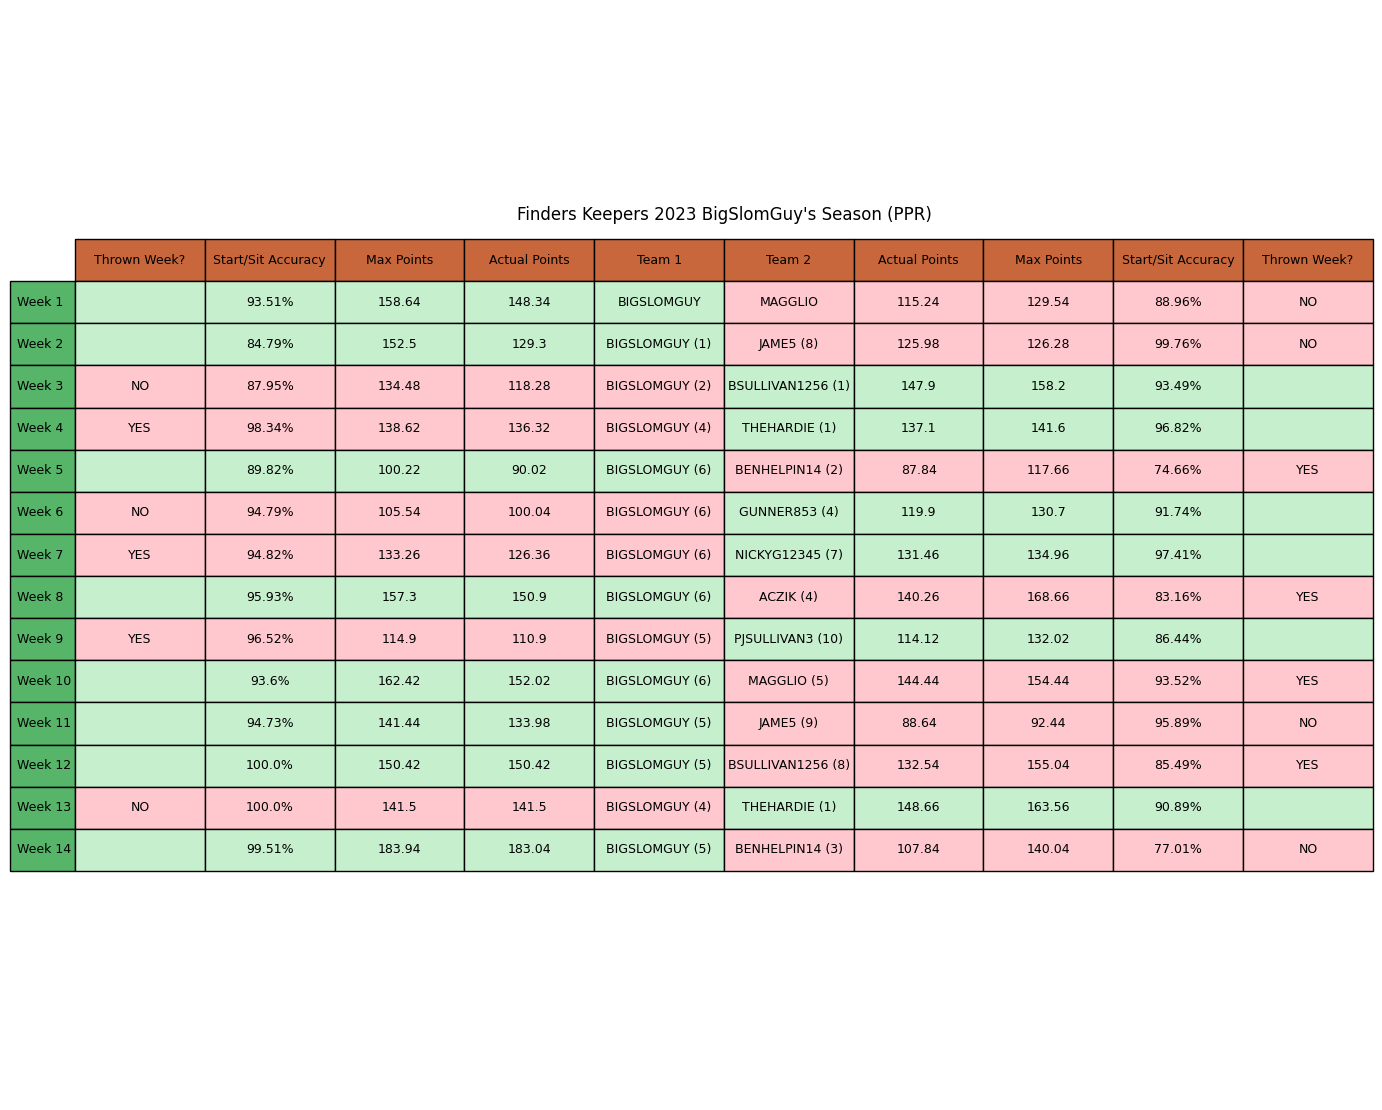 Finders Keepers 2023 BigSlomGuy's Season (PPR)
Thrown Week? Start/Sit Accuracy Max Points Actual Points Team 1 Team 2 Actual Points Max Points Start/Sit Accuracy Thrown Week?
Week 1 93.51% 158.64 148.34 BIGSLOMGUY MAGGLIO 115.24 129.54 88.96% NO
Week 2 84.79% 152.5 129.3 BIGSLOMGUY (1) JAME5 (8) 125.98 126.28 99.76% NO
Week 3 NO 87.95% 134.48 118.28 BIGSLOMGUY (2) BSULLIVAN1256 (1) 147.9 158.2 93.49%
Week 4 YES 98.34% 138.62 136.32 BIGSLOMGUY (4) THEHARDIE (1) 137.1 141.6 96.82%
Week 5 89.82% 100.22 90.02 BIGSLOMGUY (6) BENHELPIN14 (2) 87.84 117.66 74.66% YES
Week 6 NO 94.79% 105.54 100.04 BIGSLOMGUY (6) GUNNER853 (4) 119.9 130.7 91.74%
Week 7 YES 94.82% 133.26 126.36 BIGSLOMGUY (6) NICKYG12345 (7) 131.46 134.96 97.41%
Week 8 95.93% 157.3 150.9 BIGSLOMGUY (6) ACZIK (4) 140.26 168.66 83.16% YES
Week 9 YES 96.52% 114.9 110.9 BIGSLOMGUY (5) PJSULLIVAN3 (10) 114.12 132.02 86.44%
Week 10 93.6% 162.42 152.02 BIGSLOMGUY (6) MAGGLIO (5) 144.44 154.44 93.52% YES
Week 11 94.73% 141.44 133.98 BIGSLOMGUY (5) JAME5 (9) 88.64 92.44 95.89% NO
Week 12 100.0% 150.42 150.42 BIGSLOMGUY (5) BSULLIVAN1256 (8) 132.54 155.04 85.49% YES
Week 13 NO 100.0% 141.5 141.5 BIGSLOMGUY (4) THEHARDIE (1) 148.66 163.56 90.89%
Week 14 99.51% 183.94 183.04 BIGSLOMGUY (5) BENHELPIN14 (3) 107.84 140.04 77.01% NO